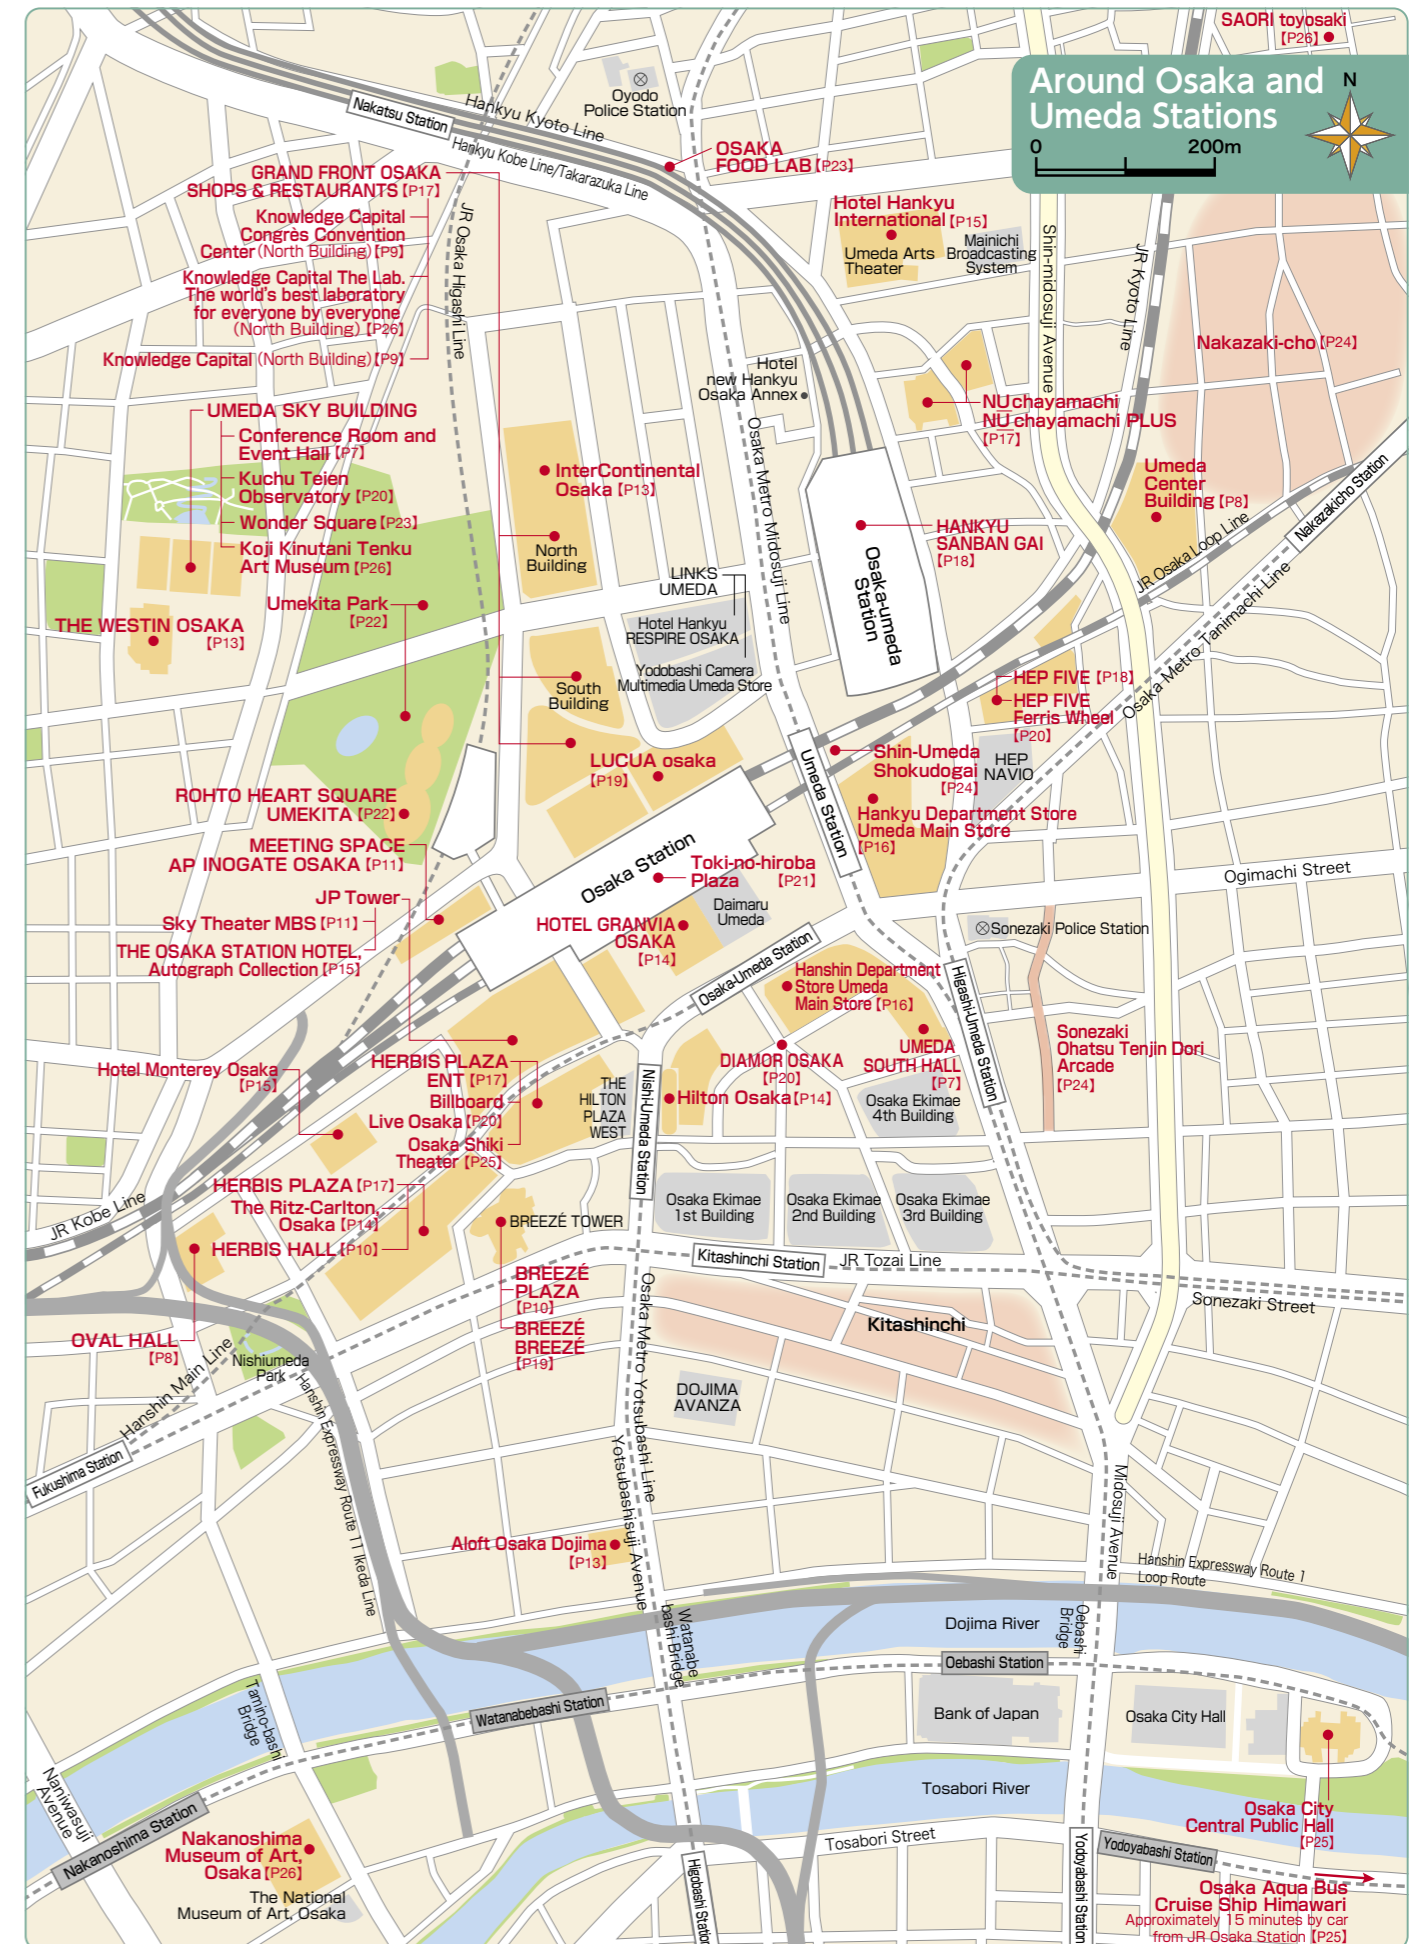 SAORI toyosaki
[P26]
Around Osaka and
Umeda Stations
N
0
200m
Oyodo
Police Station
Nakatsu Station
Hankyu Kyoto Line
Hankyu Kobe Line/Takarazuka Line
OSAKA
FOOD LAB [P23]
GRAND FRONT OSAKA
SHOPS & RESTAURANTS [P17]
Knowledge Capital
Congrès Convention
Center (North Building) [P9]
Knowledge Capital The Lab.
The world's best laboratory
for everyone by everyone
(North Building) [P26]
Knowledge Capital (North Building) [P9]
JR Osaka Higashi Line
Hotel Hankyu
International [P15]
Umeda Arts
Theater
Mainichi
Broadcasting
System
Shin-midosuji Avenue
JR Kyoto Line
Nakazaki-cho [P24]
Hotel
new Hankyu
Osaka Annex
NU chayamachi
NU chayamachi PLUS
[P17]
UMEDA SKY BUILDING
Conference Room and
Event Hall [P7]
Kuchu Teien
Observatory [P20]
Wonder Square [P23]
Koji Kinutani Tenku
Art Museum [P26]
InterContinental
Osaka [P13]
North
Building
Osaka Metro Midosuji Line
Umeda
Center
Building [P8]
Nakazakicho Station
JR Osaka Loop Line
Osaka Metro Tanimachi Line
HANKYU
SANBAN GAI
[P18]
Osaka-umeda
Station
LINKS
UMEDA
Hotel Hankyu
RESPIRE OSAKA
Yodobashi Camera
Multimedia Umeda Store
Umekita Park
[P22]
THE WESTIN OSAKA
[P13]
South
Building
HEP FIVE [P18]
HEP FIVE
Ferris Wheel
[P20]
HEP
NAVIO
LUCUA osaka
[P19]
Umeda Station
Shin-Umeda
Shokudogai
[P24]
Hankyu Department Store
Umeda Main Store
[P16]
ROHTO HEART SQUARE
UMEKITA [P22]
MEETING SPACE
AP INOGATE OSAKA [P11]
Osaka Station
Toki-no-hiroba
Plaza [P21]
Daimaru
Umeda
Ogimachi Street
JP Tower
Sky Theater MBS [P11]
THE OSAKA STATION HOTEL,
Autograph Collection [P15]
HOTEL GRANVIA
OSAKA
[P14]
Osaka-Umeda Station
Sonezaki Police Station
Hanshin Department
Store Umeda
Main Store [P16]
Higashi-Umeda Station
UMEDA
SOUTH HALL
[P7]
DIAMOR OSAKA
[P20]
Sonezaki
Ohatsu Tenjin Dori
Arcade
[P24]
Hotel Monterey Osaka
[P15]
HERBIS PLAZA
ENT [P17]
Billboard
Live Osaka [P20]
Osaka Shiki
Theater [P25]
THE
HILTON
PLAZA
WEST
Nishi-Umeda Station
Hilton Osaka [P14]
Osaka Ekimae
4th Building
HERBIS PLAZA [P17]
The Ritz-Carlton,
Osaka [P14]
HERBIS HALL [P10]
JR Kobe Line
BREEZÉ TOWER
Osaka Ekimae
1st Building
Osaka Ekimae
2nd Building
Osaka Ekimae
3rd Building
Kitashinchi Station
JR Tozai Line
BREEZÉ
PLAZA
[P10]
BREEZÉ
BREEZÉ
[P19]
Sonezaki Street
Kitashinchi
OVAL HALL
[P8]
Nishiumeda
Park
Hanshin Main Line
Fukushima Station
Hanshin Expressway Route 11 Ikeda Line
Osaka Metro Yotsubashi Line
Yotsubashisuji Avenue
DOJIMA
AVANZA
Aloft Osaka Dojima
[P13]
Midosuji Avenue
Hanshin Expressway Route 1
Loop Route
Watanabe
bashi Bridge
Oebashi
Bridge
Dojima River
Oebashi Station
Tamino-bashi
Bridge
Watanabebashi Station
Bank of Japan
Osaka City Hall
Tosabori River
Naniwasuji
Avenue
Nakanoshima Station
Nakanoshima
Museum of Art,
Osaka [P26]
The National
Museum of Art, Osaka
Tosabori Street
Higobashi Station
Yodoyabashi Station
Yodoyabashi Station
Osaka City
Central Public Hall
[P25]
Osaka Aqua Bus
Cruise Ship Himawari
Approximately 15 minutes by car
from JR Osaka Station [P25]